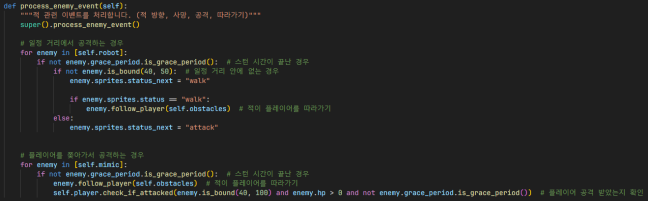 def process_enemy_event(self):
"""적 관련 이벤트를 처리합니다. (적 방향, 사망, 공격, 따라가기)"""
super().process_enemy_event()
# 일정 거리에서 공격하는 경우
for enemy in [self.robot]:
if not enemy.grace_period.is_grace_period():  # 스턴 시간이 끝난 경우
if not enemy.is_bound(40, 50):  # 일정 거리 안에 없는 경우
enemy.sprites.status_next = "walk"
if enemy.sprites.status == "walk":
enemy.follow_player(self.obstacles)  # 적이 플레이어를 따라가기
else:
enemy.sprites.status_next = "attack"
# 플레이어를 쫓아가서 공격하는 경우
for enemy in [self.mimic]:
if not enemy.grace_period.is_grace_period():  # 스턴 시간이 끝난 경우
enemy.follow_player(self.obstacles)  # 적이 플레이어를 따라가기
self.player.check_if_attacked(enemy.is_bound(40, 100) and enemy.hp > 0 and not enemy.grace_period.is_grace_period())  # 플레이어 공격 받았는지 확인